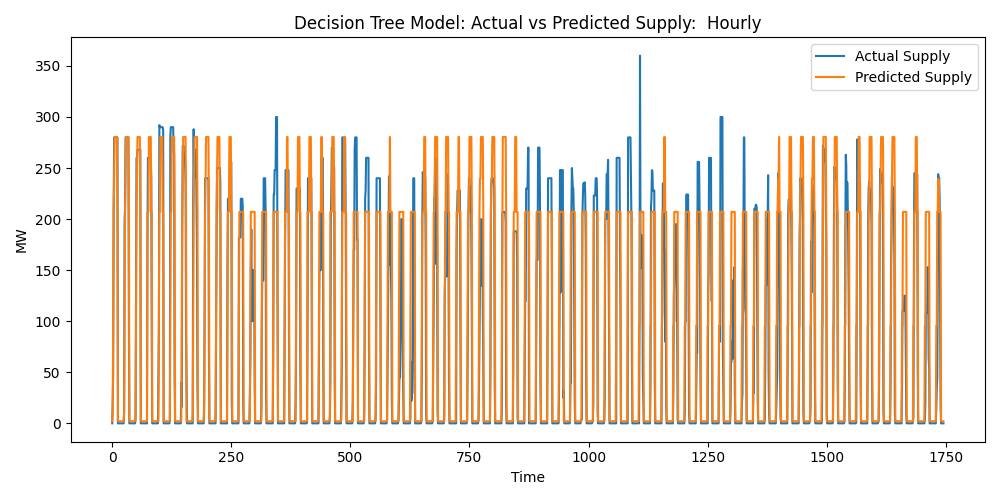 Decision Tree Model: Actual vs Predicted Supply:  Hourly
Actual Supply
Predicted Supply
350
300
250
200
150
100
50
0
MW
0 250 500 750 1000 1250 1500 1750
Time